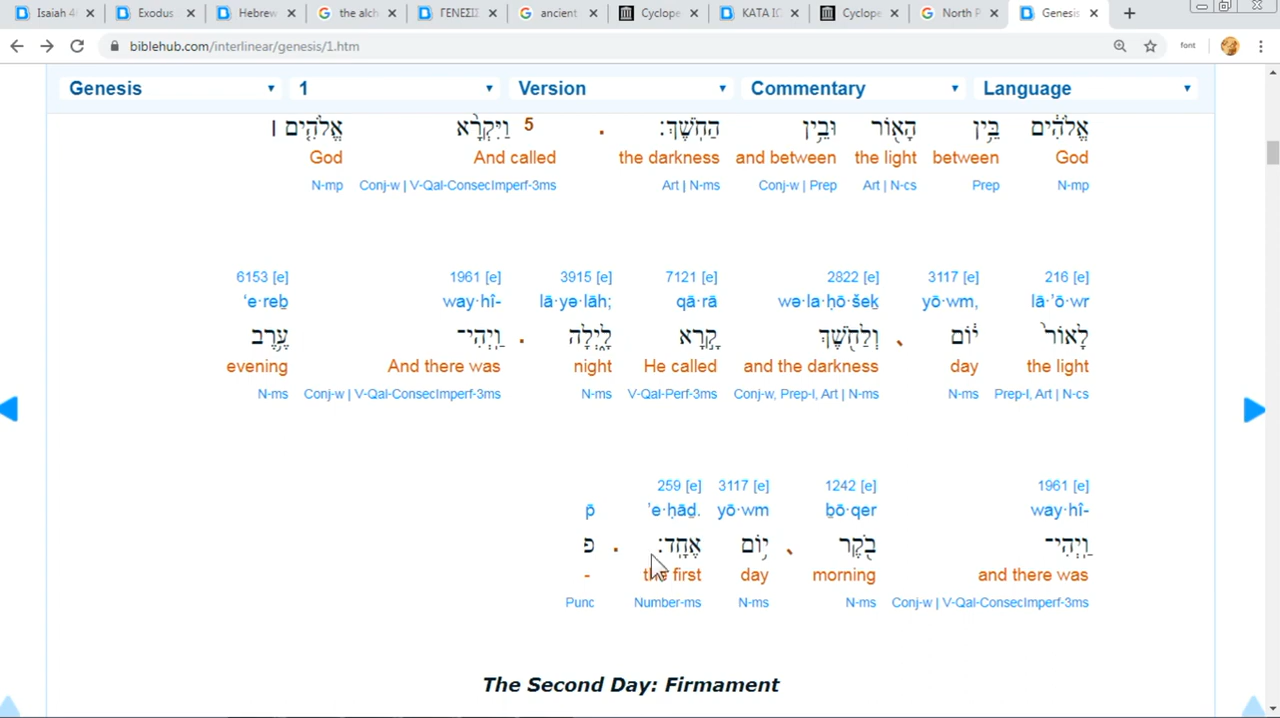 Isaiah 4 Exodus Hebrew the alch ΓΕΝΕΣΙΣ ancient Cyclope ΚΑΤΑ ΙΩ Cyclope North P Genesis
biblehub.com/interlinear/genesis/1.htm font
Genesis 1 Version Commentary Language
אֱלֹהִ֔ים בֵּ֥ין הָא֖וֹר וּבֵ֥ין הַחֹֽשֶׁךְ׃ . 5 וַיִּקְרָ֨א אֱלֹהִ֤ים ׀
God And called the darkness and between the light between God
N-mp Conj-w | V-Qal-ConsecImperf-3ms Art | N-ms Conj-w | Prep Art | N-cs Prep N-mp
6153 [e] 1961 [e] 3915 [e] 7121 [e] 2822 [e] 3117 [e] 216 [e]
‘e·reḇ way·hî- lā·yə·lāh; qā·rā wə·la·ḥō·šeḵ yō·wm, lā·’ō·wr
לָאוֹר֙ י֔וֹם 、 וְלַחֹ֖שֶׁךְ קָ֣רָא לָ֑יְלָה . וַֽיְהִי־ עֶ֥רֶב
evening And there was night He called and the darkness day the light
N-ms Conj-w | V-Qal-ConsecImperf-3ms N-ms V-Qal-Perf-3ms Conj-w, Prep-l, Art | N-ms N-ms Prep-l, Art | N-cs
259 [e] 3117 [e] 1242 [e] 1961 [e]
p̄ ’e·ḥāḏ. yō·wm ḇō·qer way·hî-
וַֽיְהִי־ בֹ֖קֶר 、 י֥וֹם אֶחָֽד׃ . פ
- the first day morning and there was
Punc Number-ms N-ms N-ms Conj-w | V-Qal-ConsecImperf-3ms
The Second Day: Firmament